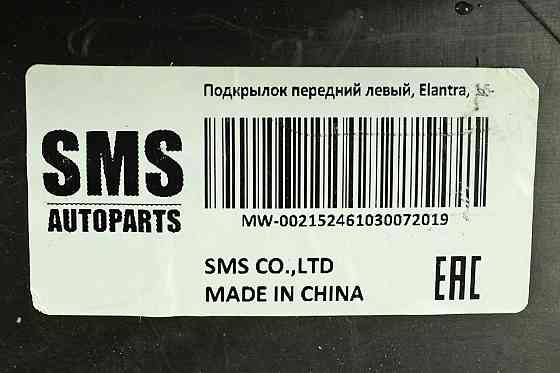 Подкрылок передний левый, Elantra,
SMS
AUTOPARTS
MW-002152461030072019
SMS CO.,LTD
MADE IN CHINA
EAC